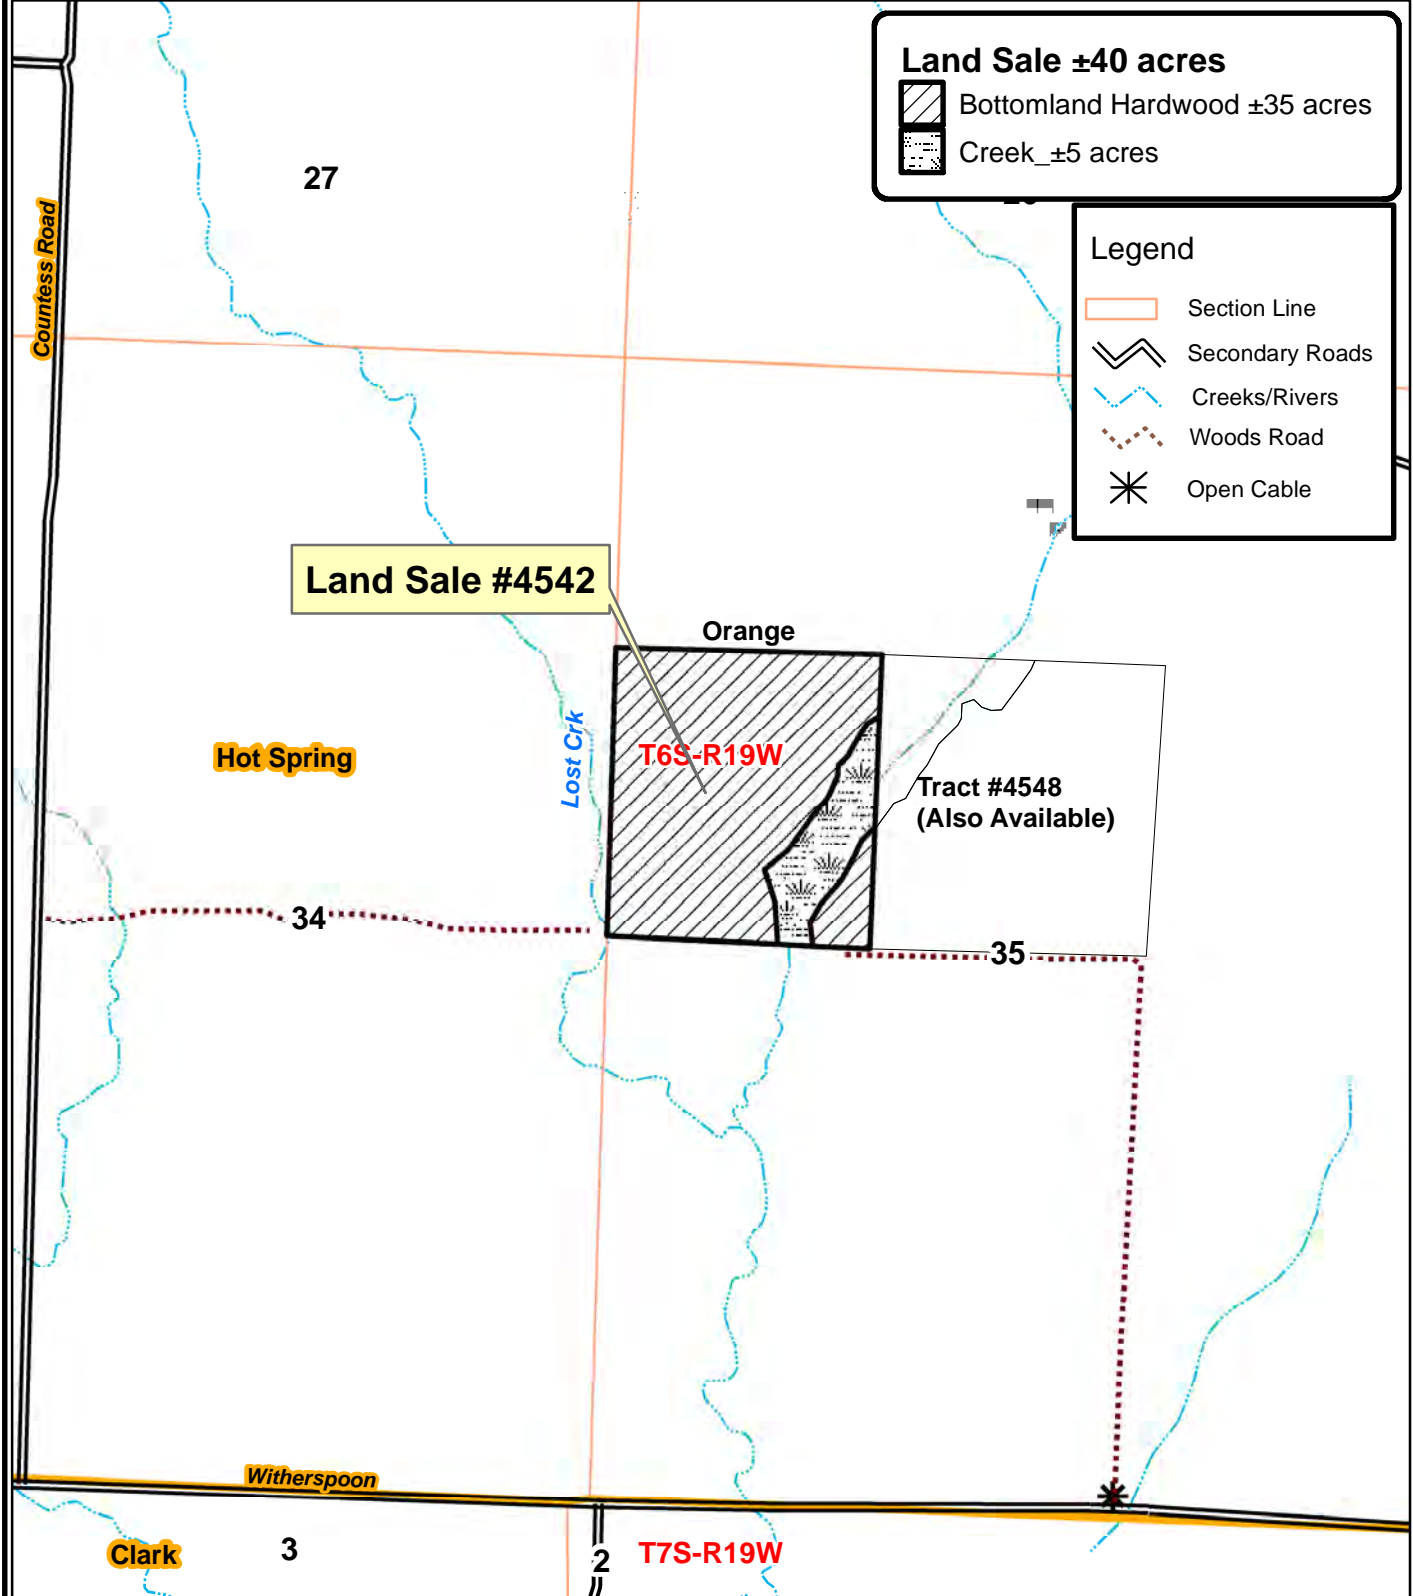 Land Sale ±40 acres
Bottomland Hardwood ±35 acres
Creek_±5 acres
27
Countess Road
Legend
Section Line
Secondary Roads
Creeks/Rivers
Woods Road
Open Cable
Land Sale #4542
Orange
T6S-R19W
Hot Spring
Lost Crk
Tract #4548
(Also Available)
34
35
Witherspoon
Clark
3
2
T7S-R19W